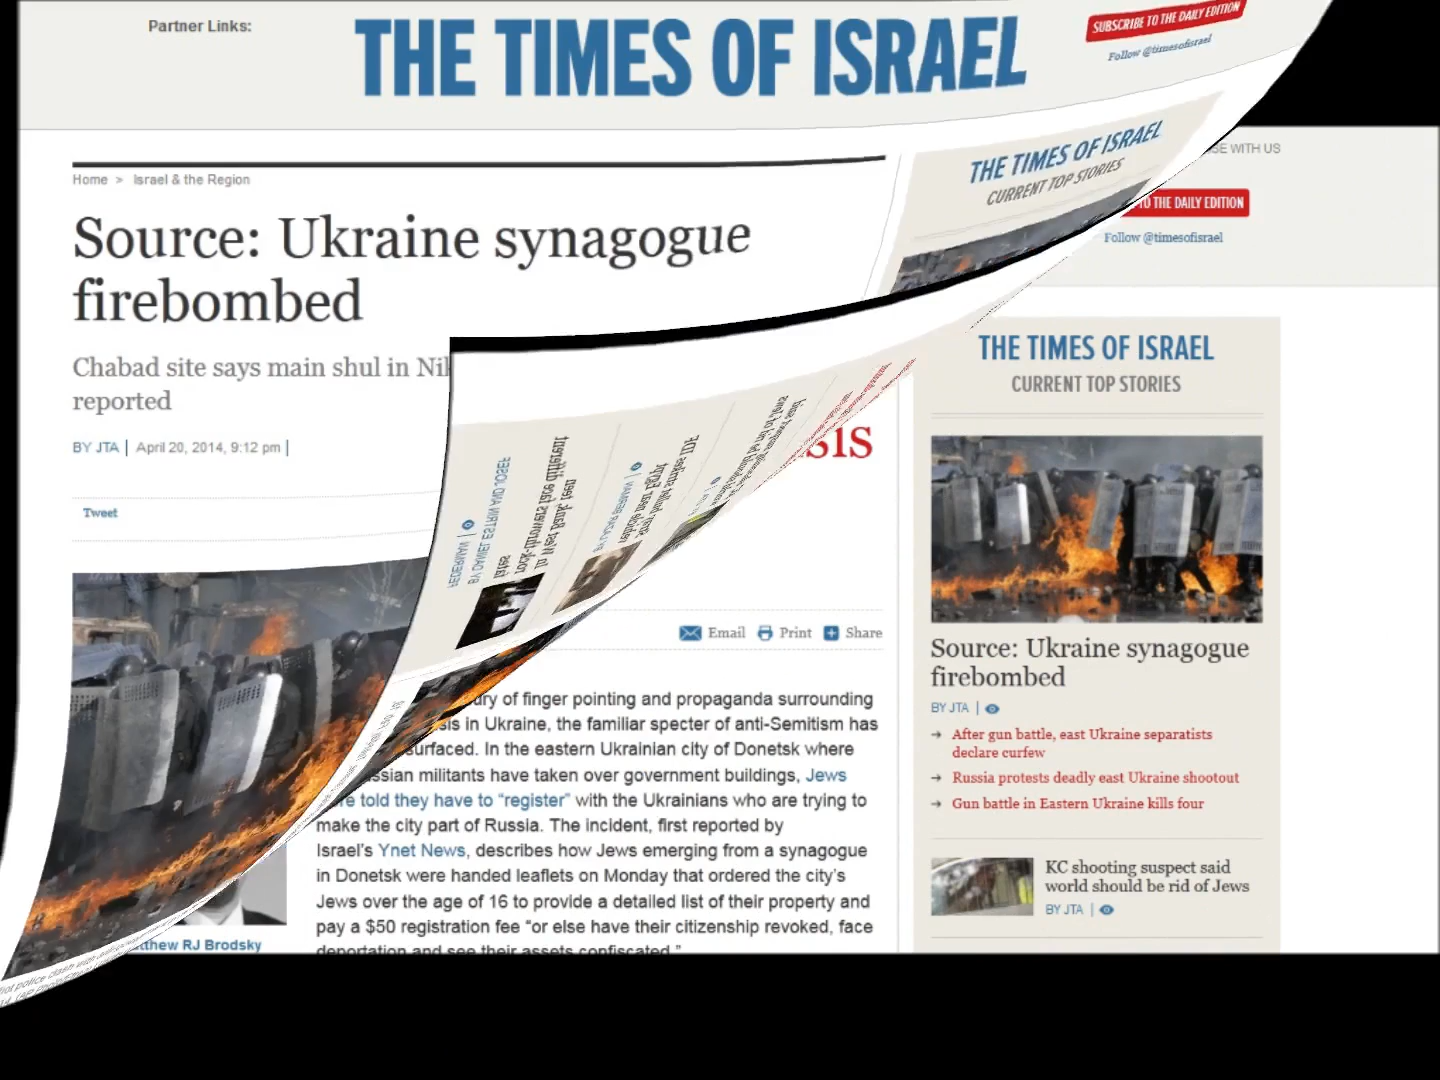 Partner Links:
THE TIMES OF ISRAEL
SUBSCRIBE TO THE DAILY EDITION
Follow @timesofisrael
Home > Israel & the Region
Source: Ukraine synagogue
firebombed
Chabad site says main shul in
reported
BY JTA | April 20, 2014, 9:12 pm |
Tweet
THE TIMES OF ISRAEL
CURRENT TOP STORIES
WITH US
TO THE DAILY EDITION
Follow @timesofisrael
Email Print Share
of finger pointing and propaganda surrounding
in Ukraine, the familiar specter of anti-Semitism has
surfaced. In the eastern Ukrainian city of Donetsk where
militants have taken over government buildings, Jews
told they have to “register” with the Ukrainians who are trying to
make the city part of Russia. The incident, first reported by
Israel’s Ynet News, describes how Jews emerging from a synagogue
in Donetsk were handed leaflets on Monday that ordered the city’s
Jews over the age of 16 to provide a detailed list of their property and
pay a $50 registration fee “or else have their citizenship revoked, face
deportation and see their assets confiscated.”
RJ Brodsky
THE TIMES OF ISRAEL
CURRENT TOP STORIES
Source: Ukraine synagogue
firebombed
BY JTA |
→ After gun battle, east Ukraine separatists
declare curfew
→ Russia protests deadly east Ukraine shootout
→ Gun battle in Eastern Ukraine kills four
KC shooting suspect said
world should be rid of Jews
BY JTA |